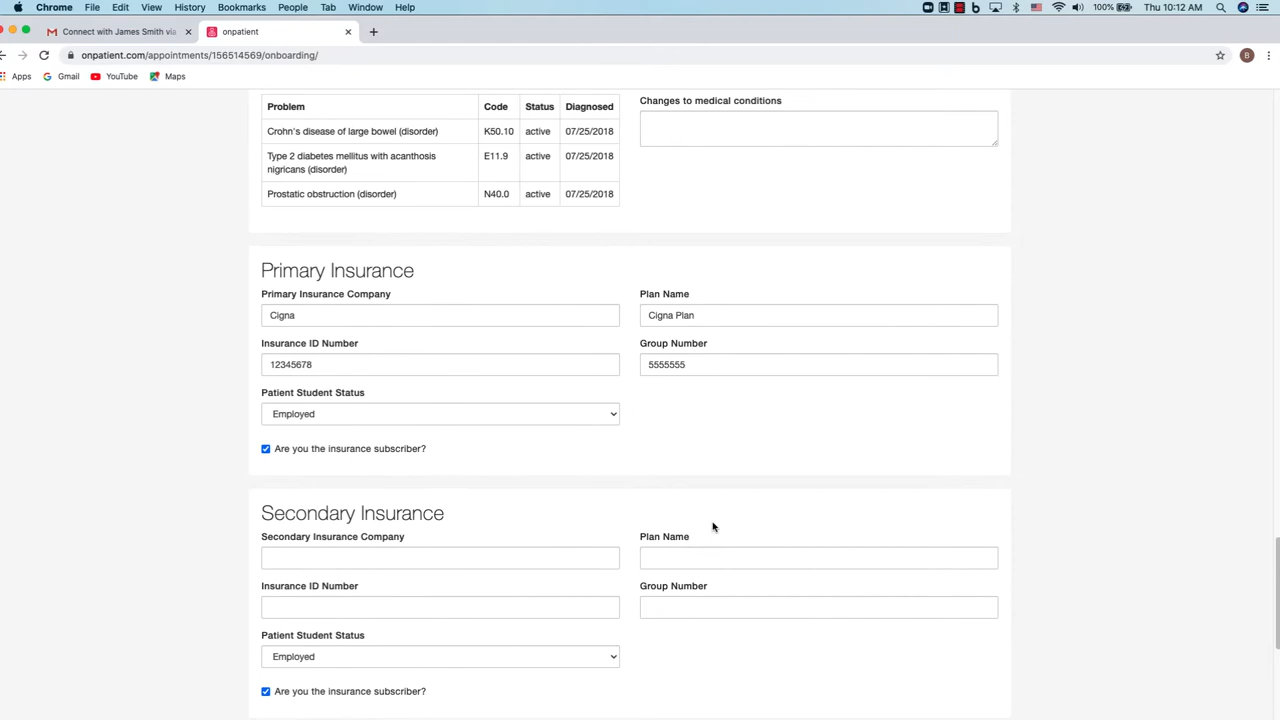 Chrome File Edit View History Bookmarks People Tab Window Help 100% Thu 10:12 AM
Connect with James Smith via × onpatient × +
onpatient.com/appointments/156514569/onboarding/ B
Apps Gmail YouTube Maps
Problem Code Status Diagnosed
Crohn's disease of large bowel (disorder) K50.10 active 07/25/2018
Type 2 diabetes mellitus with acanthosis E11.9 active 07/25/2018
nigricans (disorder)
Prostatic obstruction (disorder) N40.0 active 07/25/2018
Changes to medical conditions
Primary Insurance
Primary Insurance Company Plan Name
Cigna Cigna Plan
Insurance ID Number Group Number
12345678 5555555
Patient Student Status
Employed
Are you the insurance subscriber?
Secondary Insurance
Secondary Insurance Company Plan Name
Insurance ID Number Group Number
Patient Student Status
Employed
Are you the insurance subscriber?